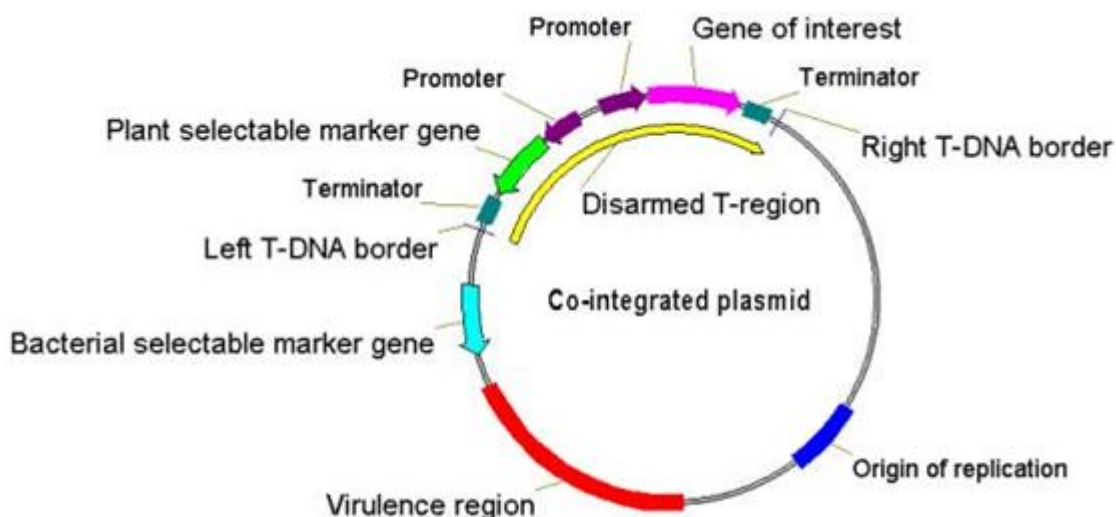 Promoter
Gene of interest
Promoter
Terminator
Plant selectable marker gene
Right T-DNA border
Terminator
Disarmed T-region
Left T-DNA border
Co-integrated plasmid
Bacterial selectable marker gene
Origin of replication
Virulence region